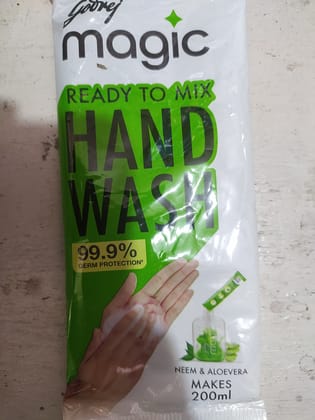 Godrej
magic
READY TO MIX
HAND
WASH
99.9%
GERM PROTECTION*
NEEM & ALOEVERA
MAKES
200ml